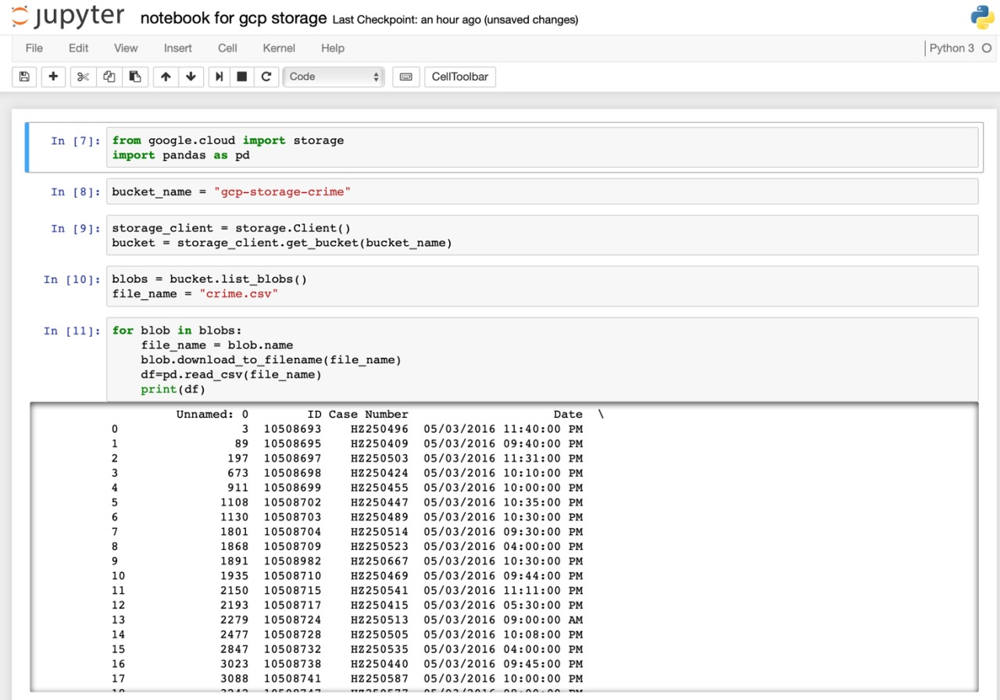 jupyter notebook for gcp storage Last Checkpoint: an hour ago (unsaved changes)
File Edit View Insert Cell Kernel Help Python 3
Code CellToolbar
In [7]: from google.cloud import storage
import pandas as pd
In [8]: bucket_name = "gcp-storage-crime"
In [9]: storage_client = storage.Client()
bucket = storage_client.get_bucket(bucket_name)
In [10]: blobs = bucket.list_blobs()
file_name = "crime.csv"
In [11]: for blob in blobs:
    file_name = blob.name
    blob.download_to_filename(file_name)
    df=pd.read_csv(file_name)
    print(df)
Unnamed: 0 ID Case Number Date \
0 3 10508693 HZ250496 05/03/2016 11:40:00 PM
1 89 10508695 HZ250409 05/03/2016 09:40:00 PM
2 197 10508697 HZ250503 05/03/2016 11:31:00 PM
3 673 10508698 HZ250424 05/03/2016 10:10:00 PM
4 911 10508699 HZ250455 05/03/2016 10:00:00 PM
5 1108 10508702 HZ250447 05/03/2016 10:35:00 PM
6 1130 10508703 HZ250489 05/03/2016 10:30:00 PM
7 1801 10508704 HZ250514 05/03/2016 09:30:00 PM
8 1868 10508709 HZ250523 05/03/2016 04:00:00 PM
9 1891 10508982 HZ250667 05/03/2016 10:30:00 PM
10 1935 10508710 HZ250469 05/03/2016 09:44:00 PM
11 2150 10508715 HZ250541 05/03/2016 11:11:00 PM
12 2193 10508717 HZ250415 05/03/2016 05:30:00 PM
13 2279 10508724 HZ250513 05/03/2016 09:00:00 AM
14 2477 10508728 HZ250505 05/03/2016 10:08:00 PM
15 2847 10508732 HZ250535 05/03/2016 04:00:00 PM
16 3023 10508738 HZ250440 05/03/2016 09:45:00 PM
17 3088 10508741 HZ250587 05/03/2016 10:00:00 PM